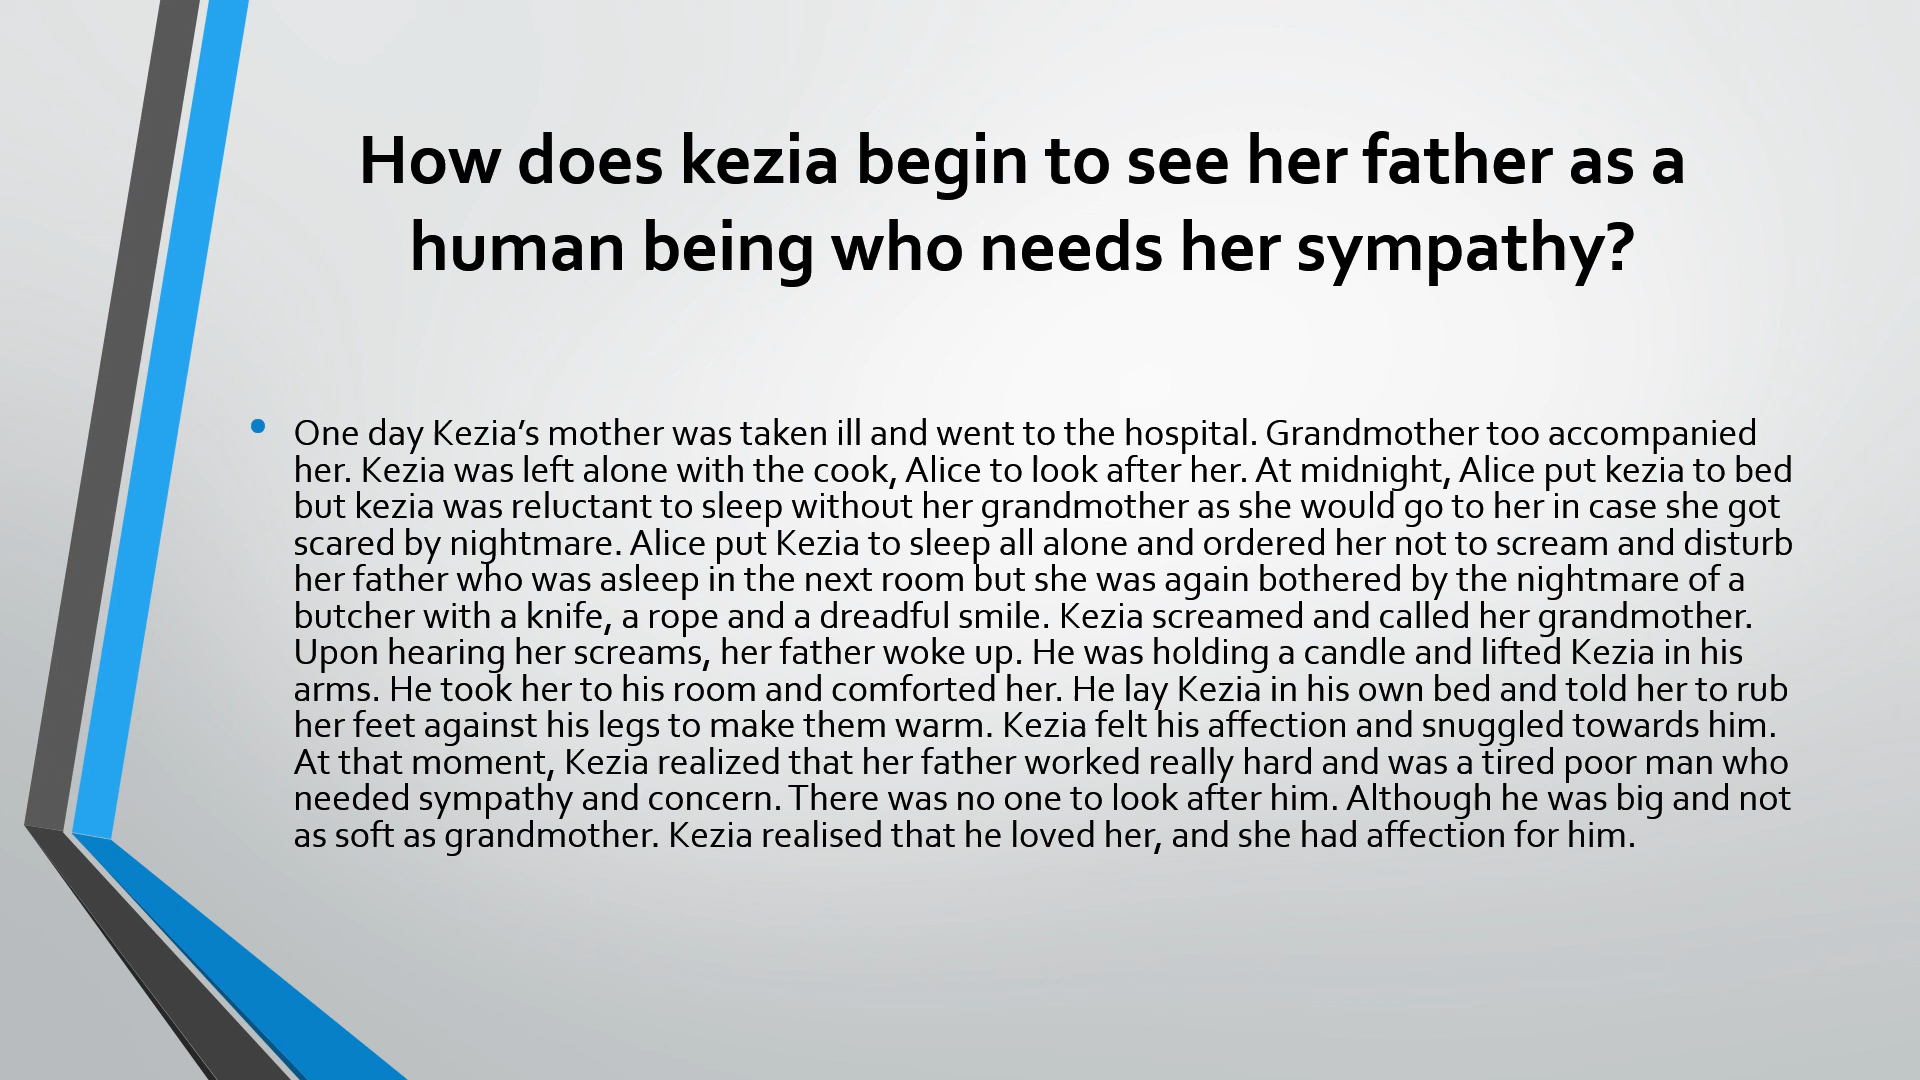 How does kezia begin to see her father as a
human being who needs her sympathy?
• One day Kezia’s mother was taken ill and went to the hospital. Grandmother too accompanied
her. Kezia was left alone with the cook, Alice to look after her. At midnight, Alice put kezia to bed
but kezia was reluctant to sleep without her grandmother as she would go to her in case she got
scared by nightmare. Alice put Kezia to sleep all alone and ordered her not to scream and disturb
her father who was asleep in the next room but she was again bothered by the nightmare of a
butcher with a knife, a rope and a dreadful smile. Kezia screamed and called her grandmother.
Upon hearing her screams, her father woke up. He was holding a candle and lifted Kezia in his
arms. He took her to his room and comforted her. He lay Kezia in his own bed and told her to rub
her feet against his legs to make them warm. Kezia felt his affection and snuggled towards him.
At that moment, Kezia realized that her father worked really hard and was a tired poor man who
needed sympathy and concern. There was no one to look after him. Although he was big and not
as soft as grandmother. Kezia realised that he loved her, and she had affection for him.